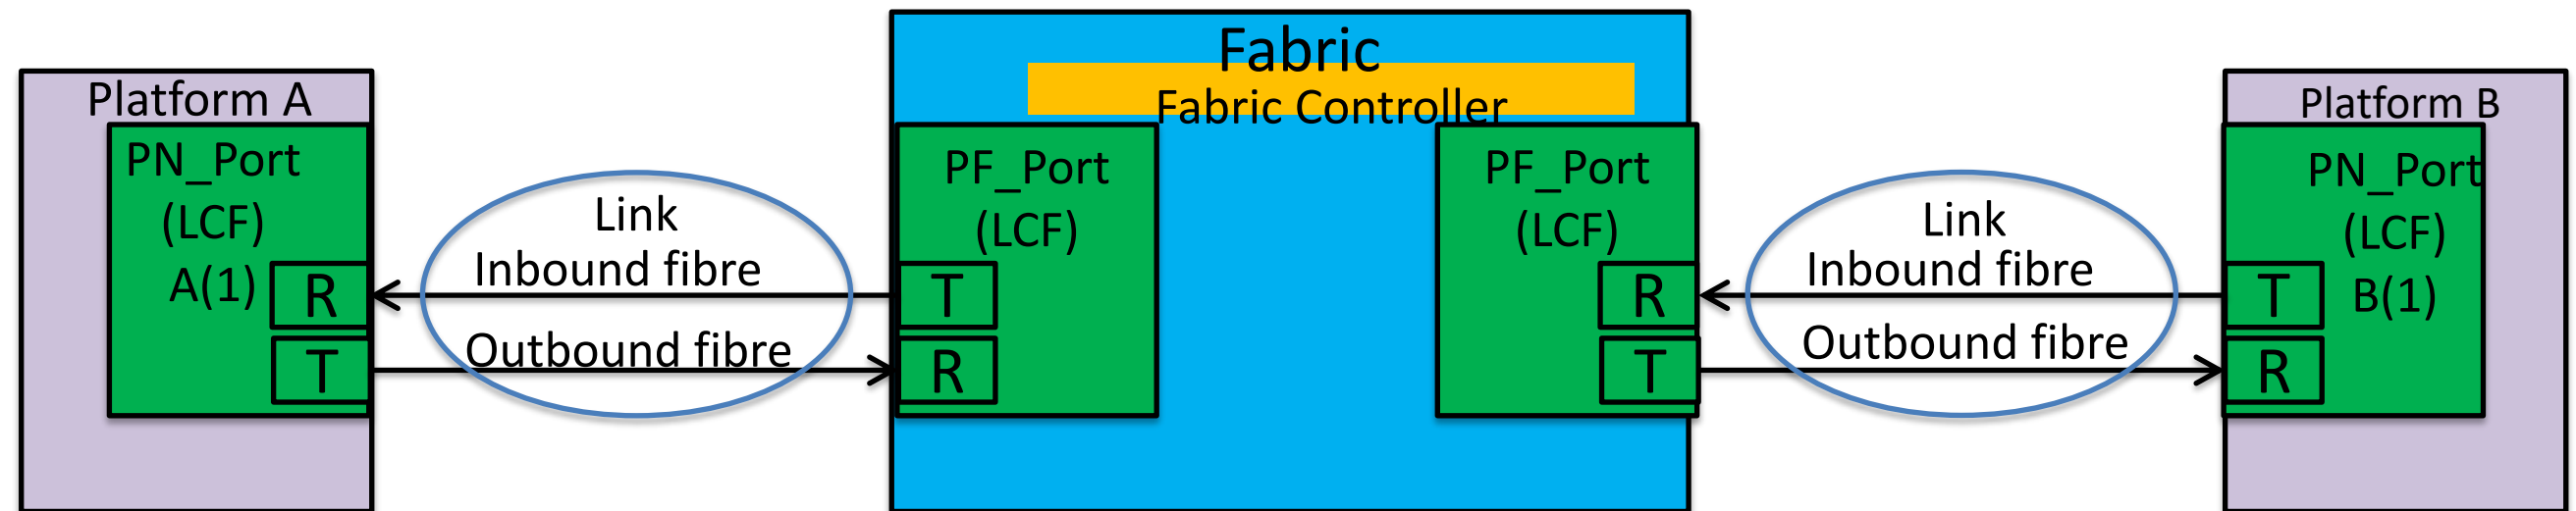 Fabric
Fabric Controller
Platform A
PN_Port
(LCF)
A(1)
R
T
Link
Inbound fibre
Outbound fibre
PF_Port
(LCF)
T
R
PF_Port
(LCF)
R
T
Link
Inbound fibre
Outbound fibre
Platform B
PN_Port
(LCF)
B(1)
T
R